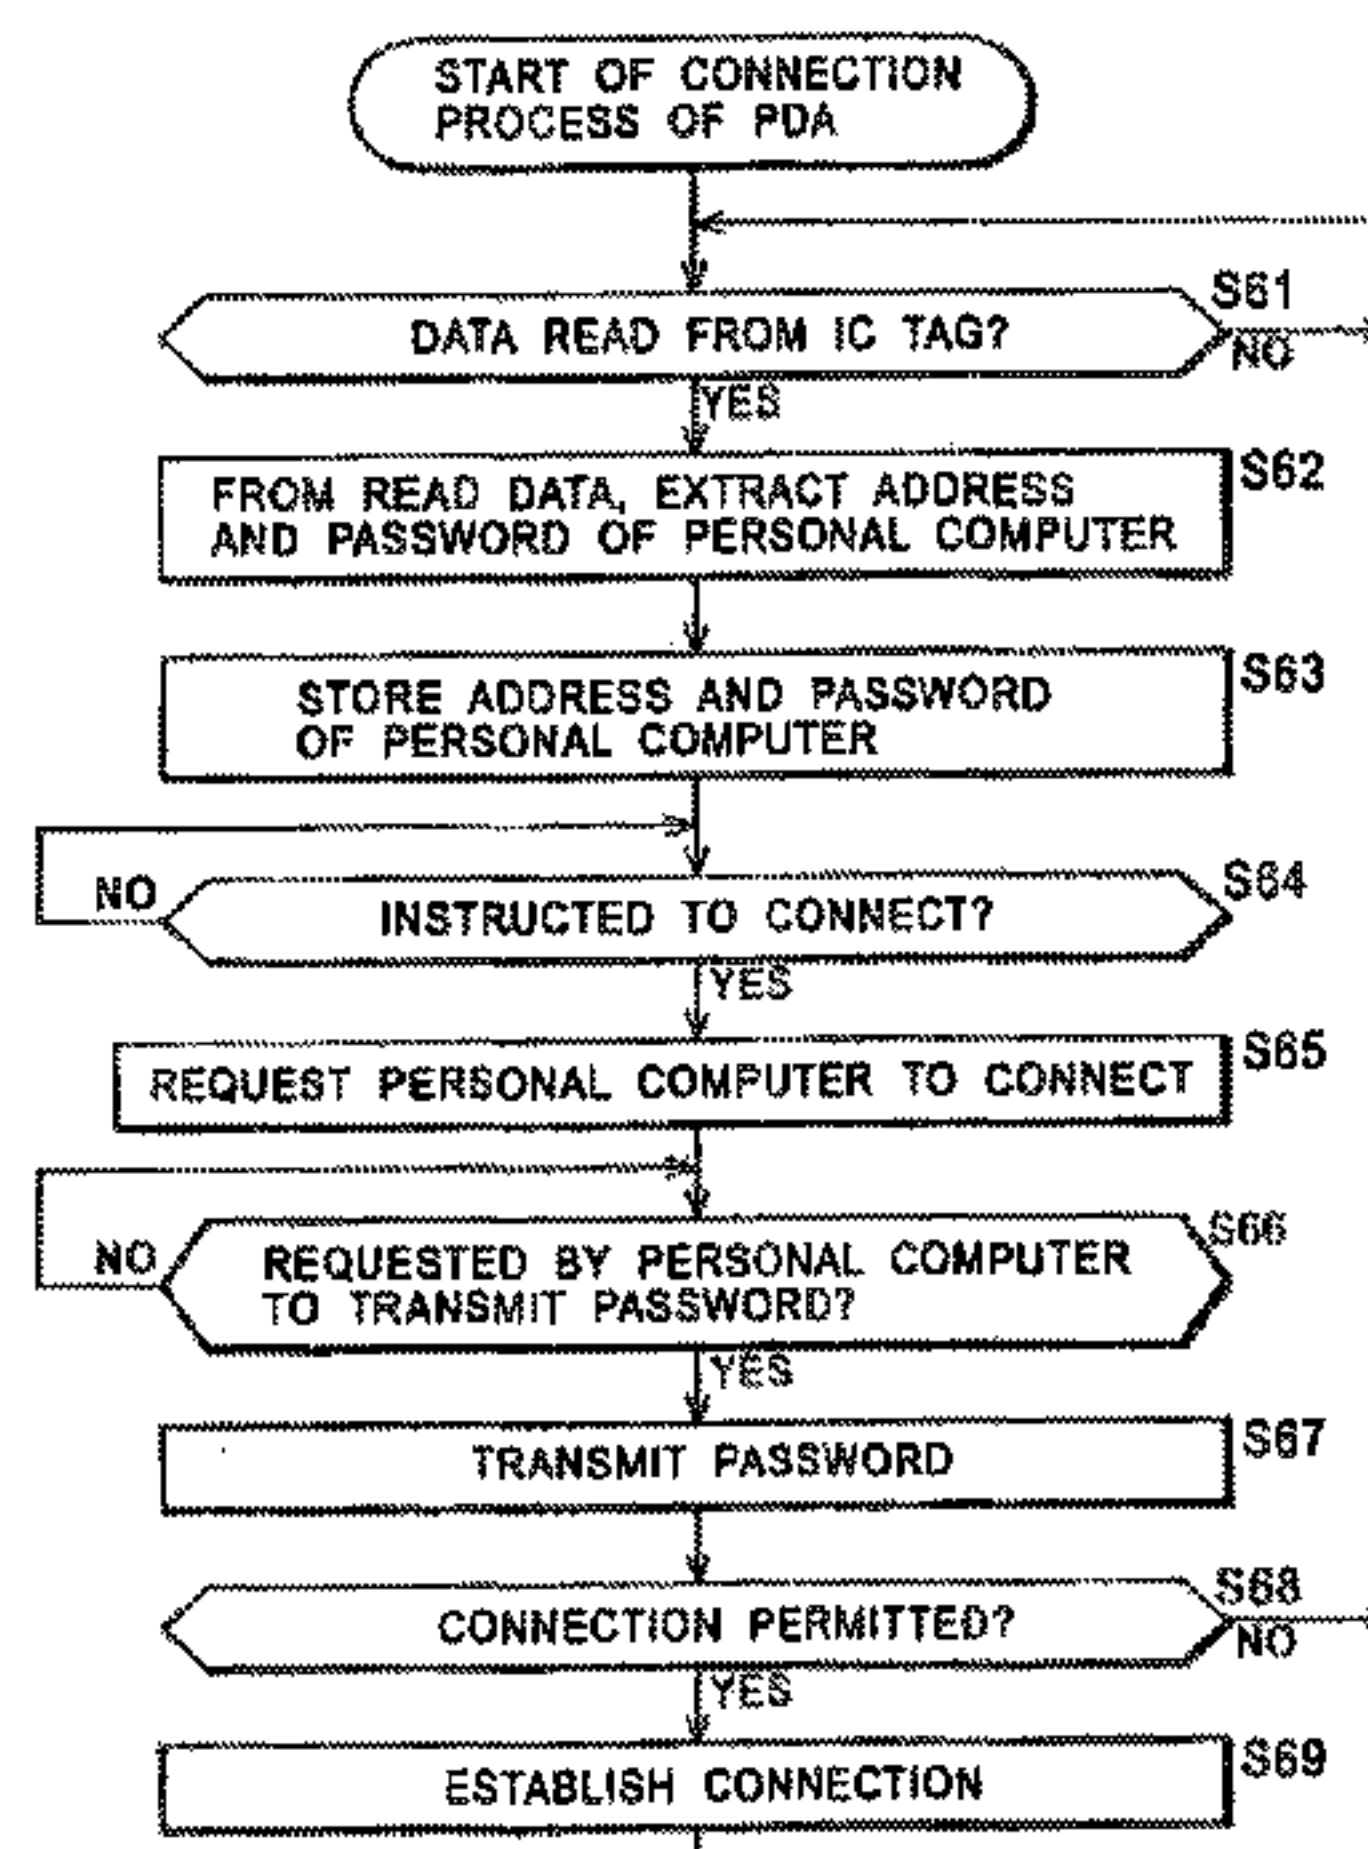 START OF CONNECTION
PROCESS OF PDA
S61
DATA READ FROM IC TAG?
NO
YES
S62
FROM READ DATA, EXTRACT ADDRESS
AND PASSWORD OF PERSONAL COMPUTER
S63
STORE ADDRESS AND PASSWORD
OF PERSONAL COMPUTER
S64
NO
INSTRUCTED TO CONNECT?
YES
S65
REQUEST PERSONAL COMPUTER TO CONNECT
S66
NO
REQUESTED BY PERSONAL COMPUTER
TO TRANSMIT PASSWORD?
YES
S67
TRANSMIT PASSWORD
S68
CONNECTION PERMITTED?
NO
YES
S69
ESTABLISH CONNECTION